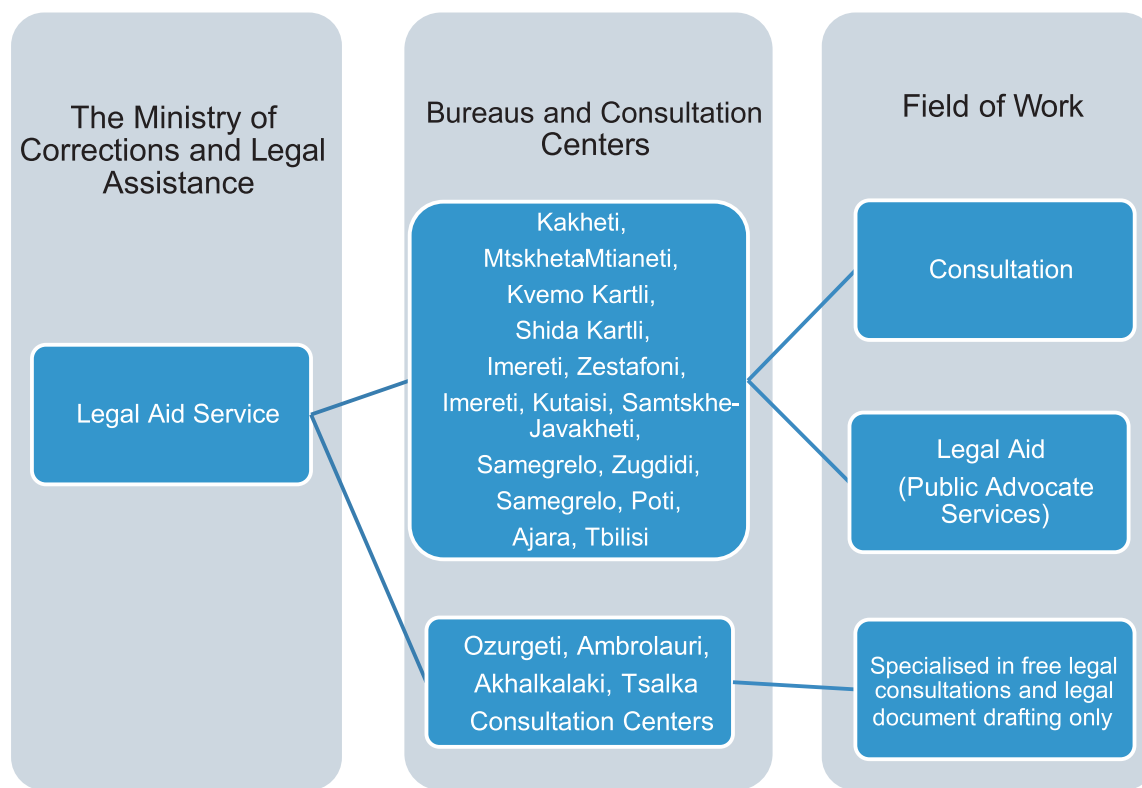 The Ministry of
Corrections and Legal
Assistance
Legal Aid Service
Bureaus and Consultation
Centers
Kakheti,
Mtskheta-Mtianeti,
Kvemo Kartli,
Shida Kartli,
Imereti, Zestafoni,
Imereti, Kutaisi, Samtskhe-
Javakheti,
Samegrelo, Zugdidi,
Samegrelo, Poti,
Ajara, Tbilisi
Ozurgeti, Ambrolauri,
Akhalkalaki, Tsalka
Consultation Centers
Field of Work
Consultation
Legal Aid
(Public Advocate
Services)
Specialised in free legal
consultations and legal
document drafting only